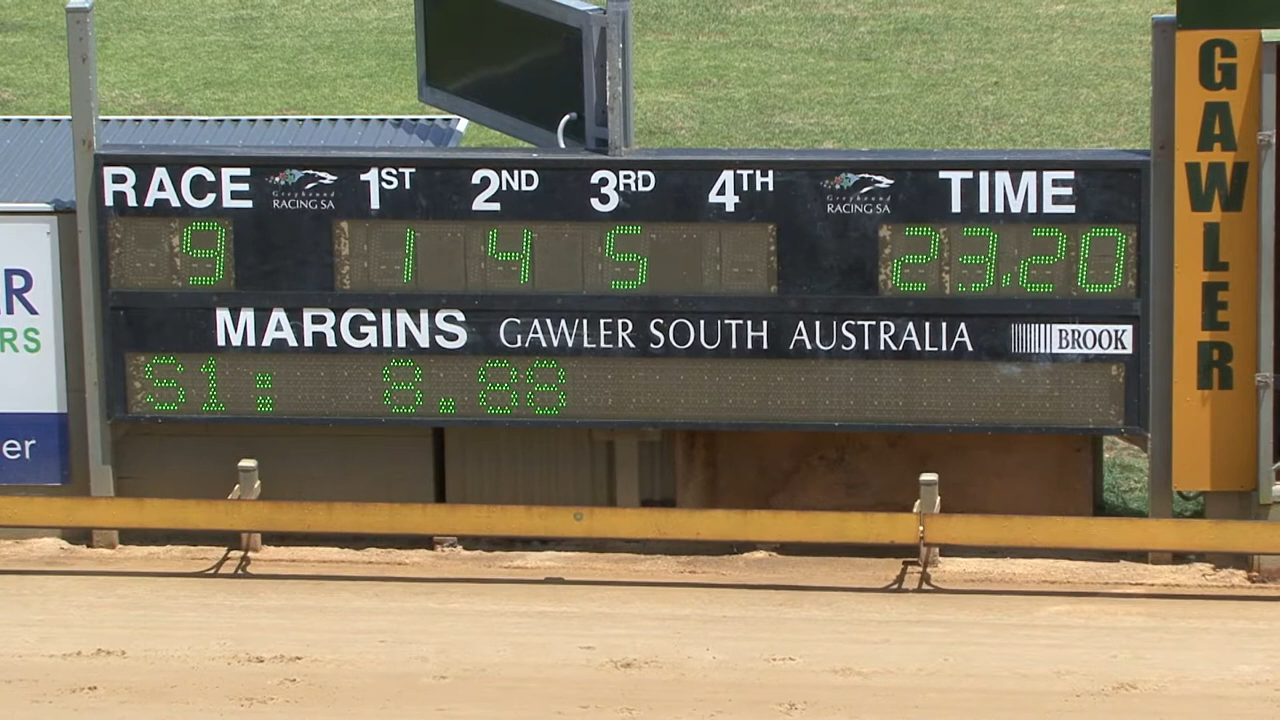 RACE 1ST 2ND 3RD 4TH TIME
Greyhound RACING SA
Greyhound RACING SA
9 1 4 5 23.20
MARGINS GAWLER SOUTH AUSTRALIA BROOK
S1: 8.88
GAWLER
R
RS
er